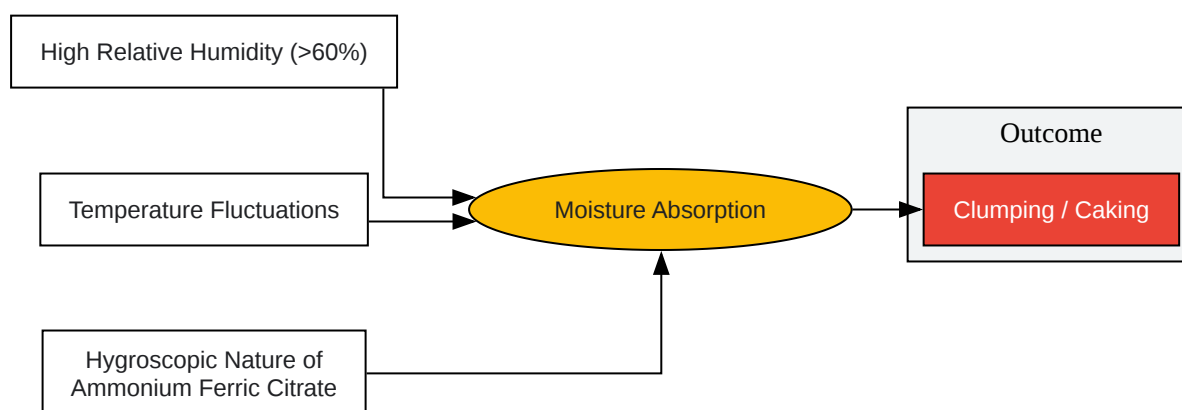 High Relative Humidity (>60%)
Temperature Fluctuations
Hygroscopic Nature of
Ammonium Ferric Citrate
Moisture Absorption
Outcome
Clumping / Caking